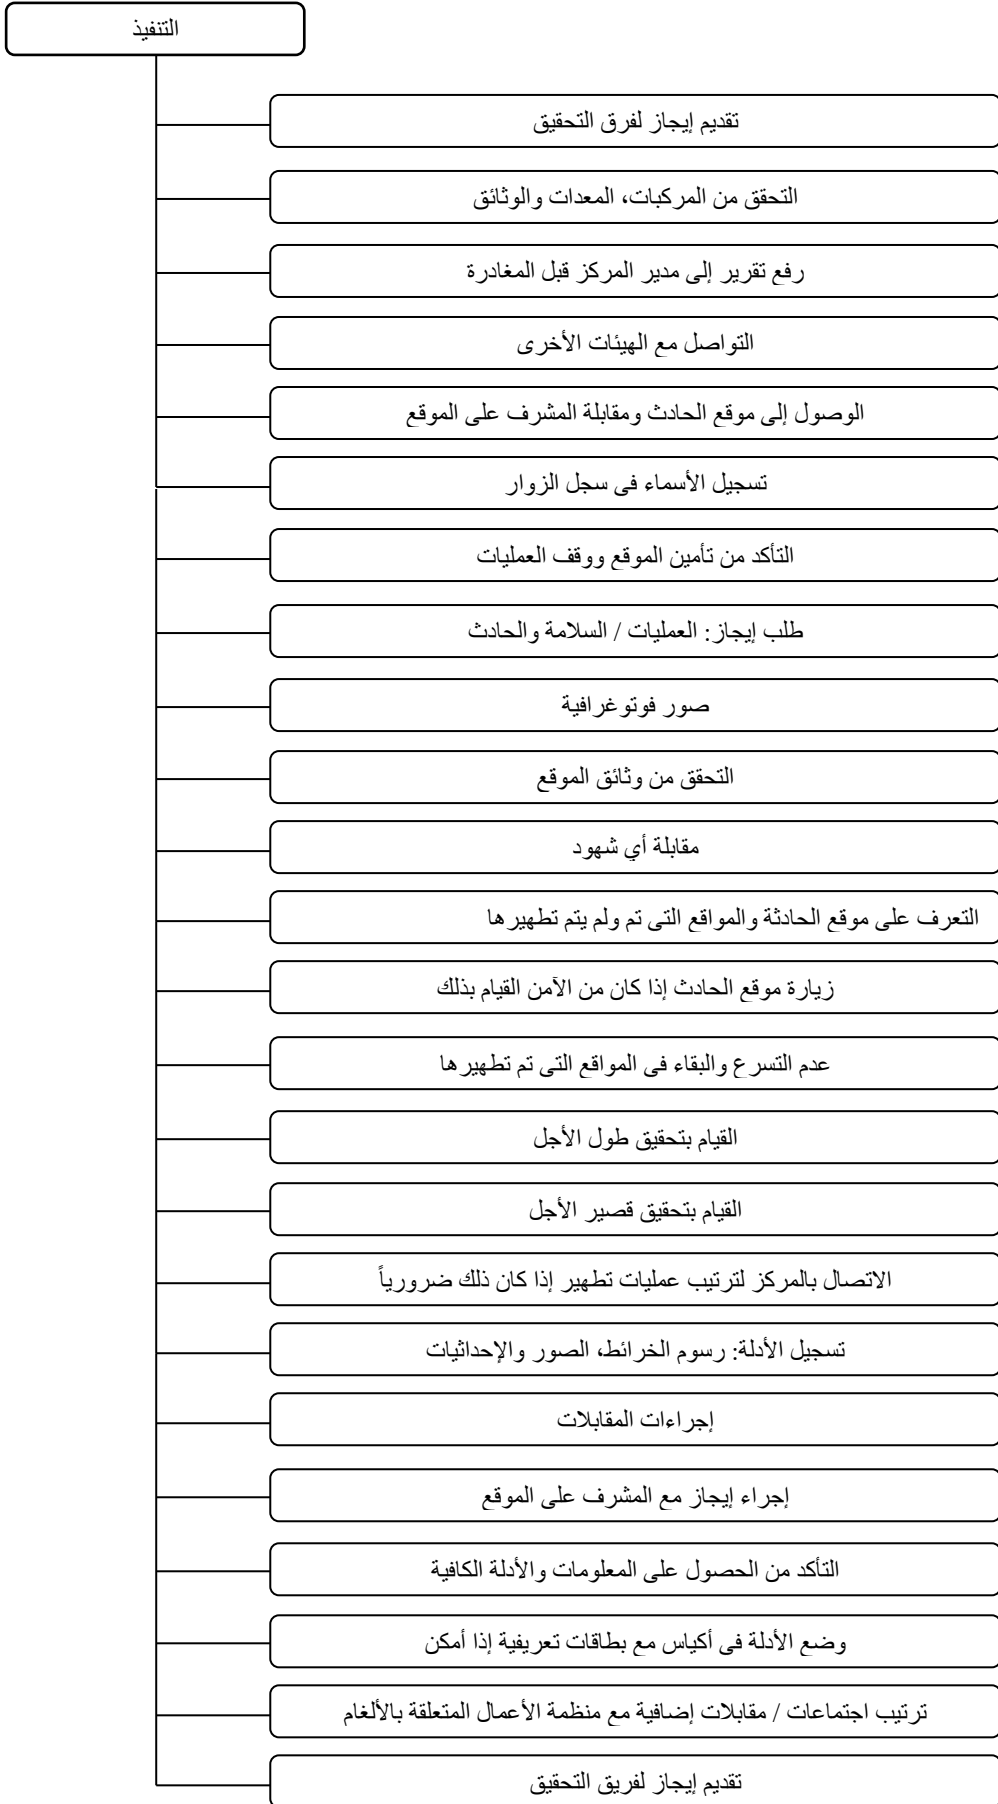 التنفيذ
تقديم إيجاز لفرق التحقيق
التحقق من المركبات، المعدات والوثائق
رفع تقرير إلى مدير المركز قبل المغادرة
التواصل مع الهيئات الأخرى
الوصول إلى موقع الحادث ومقابلة المشرف على الموقع
تسجيل الأسماء فى سجل الزوار
التأكد من تأمين الموقع ووقف العمليات
طلب إيجاز: العمليات / السلامة والحادث
صور فوتوغرافية
التحقق من وثائق الموقع
مقابلة أي شهود
التعرف على موقع الحادثة والمواقع التى تم ولم يتم تطهيرها
زيارة موقع الحادث إذا كان من الآمن القيام بذلك
عدم التسرع والبقاء فى المواقع التى تم تطهيرها
القيام بتحقيق طول الأجل
القيام بتحقيق قصير الأجل
الاتصال بالمركز لترتيب عمليات تطهير إذا كان ذلك ضرورياً
تسجيل الأدلة: رسوم الخرائط، الصور والإحداثيات
إجراءات المقابلات
إجراء إيجاز مع المشرف على الموقع
التأكد من الحصول على المعلومات والأدلة الكافية
وضع الأدلة فى أكياس مع بطاقات تعريفية إذا أمكن
ترتيب اجتماعات / مقابلات إضافية مع منظمة الأعمال المتعلقة بالألغام
تقديم إيجاز لفريق التحقيق